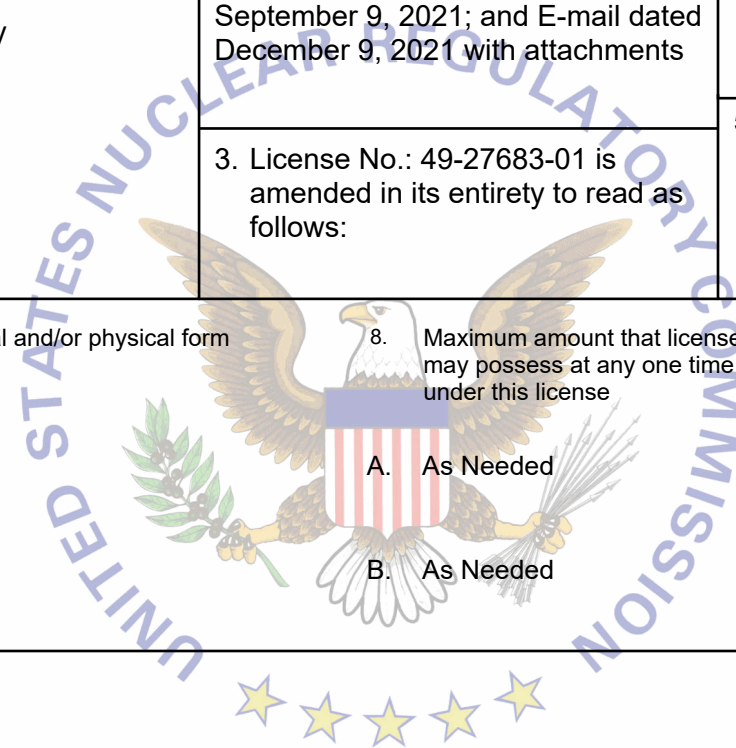 September 9, 2021; and E-mail dated
December 9, 2021 with attachments
3. License No.: 49-27683-01 is
amended in its entirety to read as
follows:
and/or physical form
8. Maximum amount that
may possess at any one time
under this license
A. As Needed
B. As Needed
UNITED STATES NUCLEAR REGULATORY COMMISSION